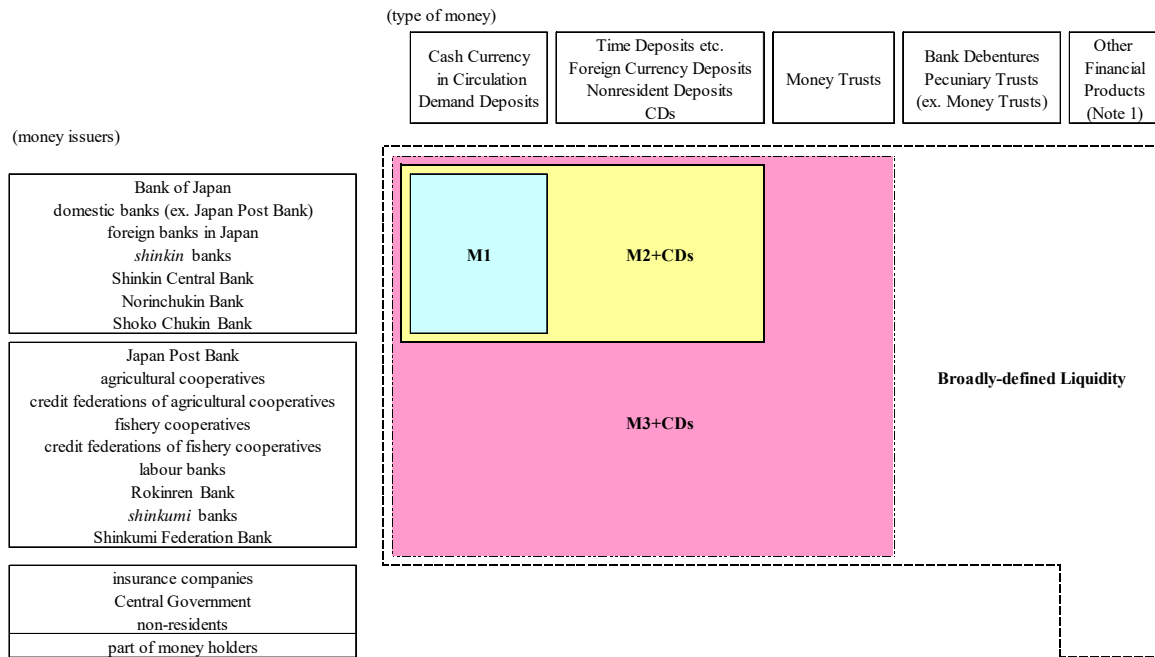 (type of money)
Cash Currency
in Circulation
Demand Deposits
Time Deposits etc.
Foreign Currency Deposits
Nonresident Deposits
CDs
Money Trusts
Bank Debentures
Pecuniary Trusts
(ex. Money Trusts)
Other
Financial
Products
(Note 1)
(money issuers)
Bank of Japan
domestic banks (ex. Japan Post Bank)
foreign banks in Japan
shinkin banks
Shinkin Central Bank
Norinchukin Bank
Shoko Chukin Bank
M1
M2+CDs
Japan Post Bank
agricultural cooperatives
credit federations of agricultural cooperatives
fishery cooperatives
credit federations of fishery cooperatives
labour banks
Rokinren Bank
shinkumi banks
Shinkumi Federation Bank
M3+CDs
Broadly-defined Liquidity
insurance companies
Central Government
non-residents
part of money holders